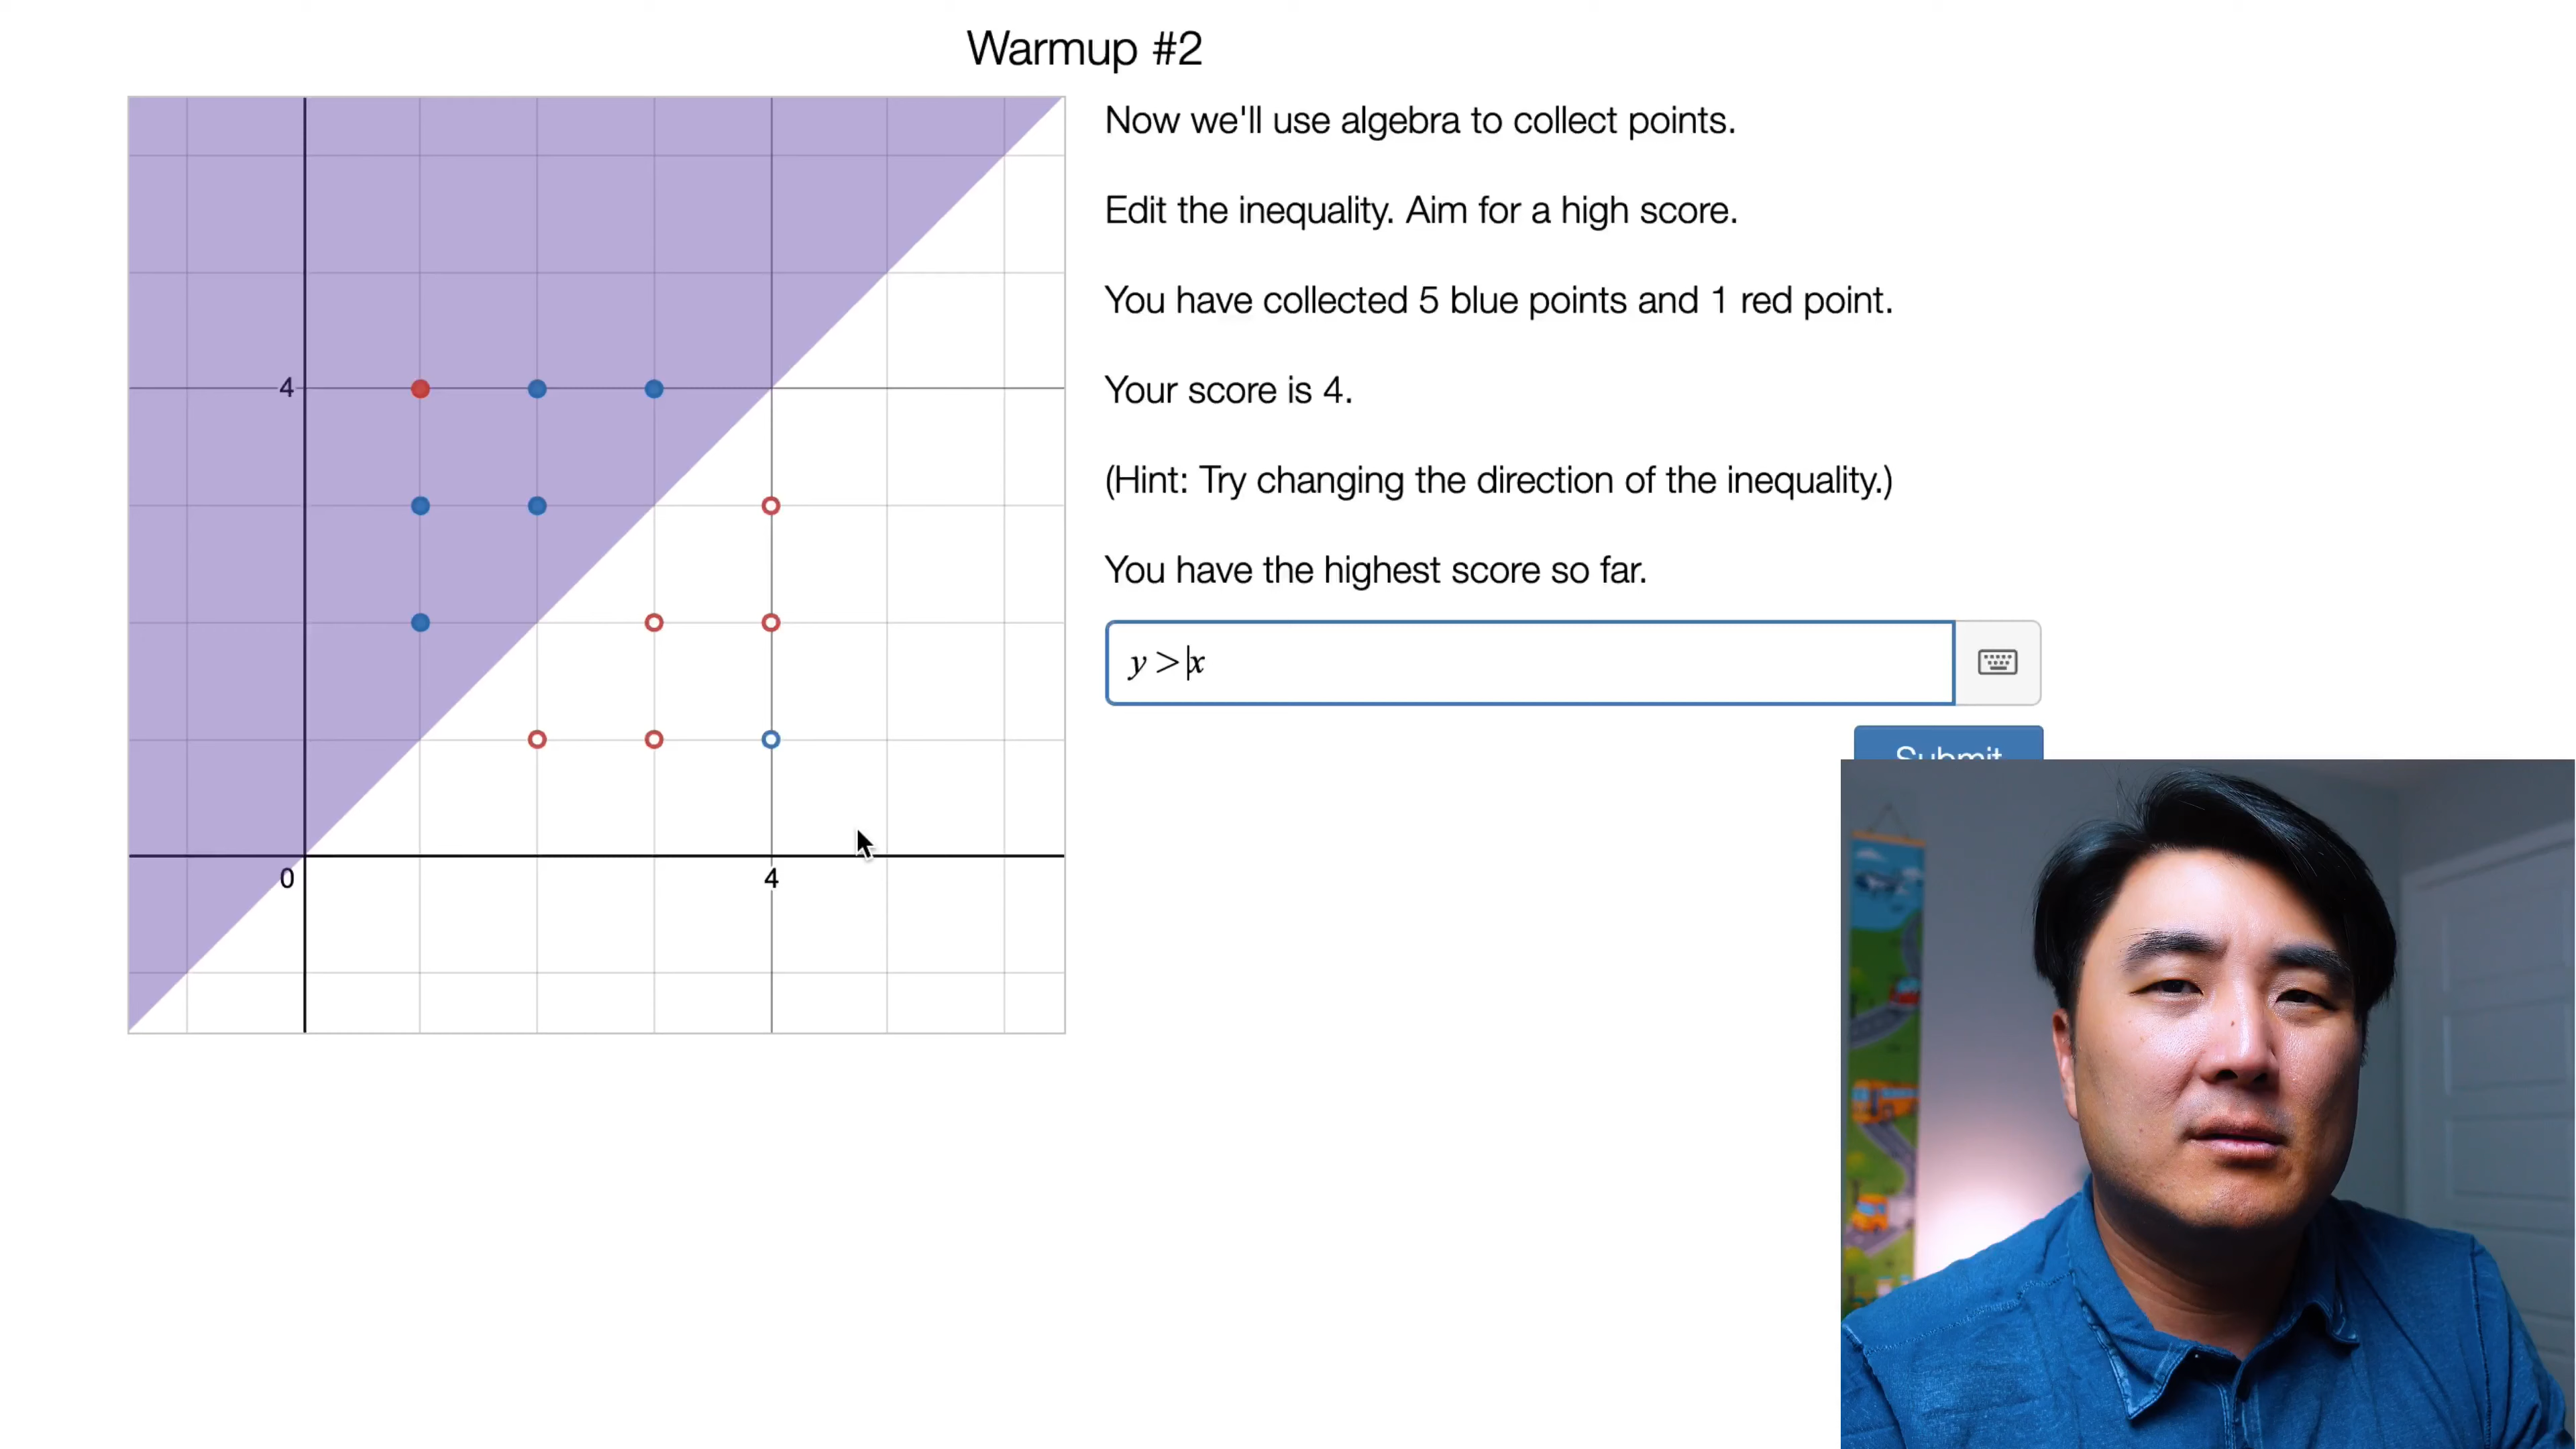 Warmup #2
Now we'll use algebra to collect points.
Edit the inequality. Aim for a high score.
You have collected 5 blue points and 1 red point.
Your score is 4.
(Hint: Try changing the direction of the inequality.)
You have the highest score so far.
y > x
Submit
4
0
4